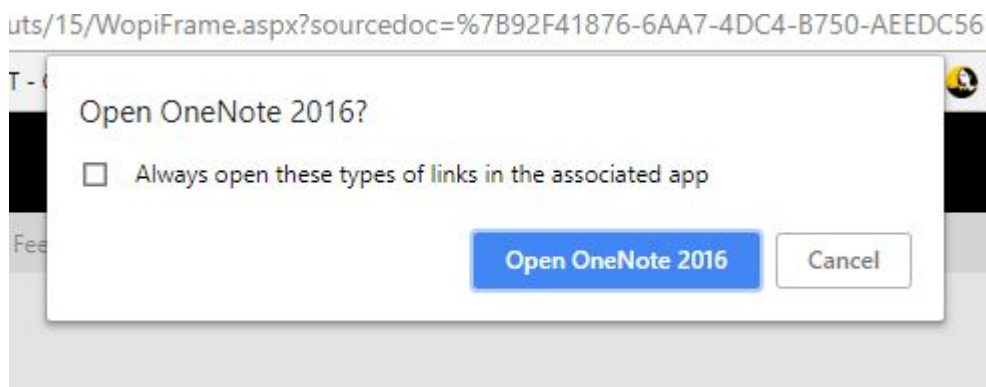 uts/15/WopiFrame.aspx?sourcedoc=%7B92F41876-6AA7-4DC4-B750-AEEDC56
T -
Open OneNote 2016?
Always open these types of links in the associated app
Fee
Open OneNote 2016 Cancel